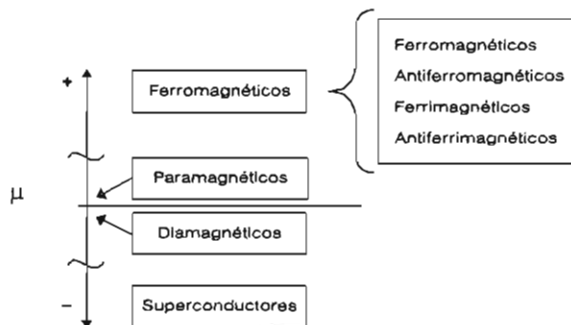 Ferromagnéticos
Antiferromagnéticos
Ferrimagnéticos
Antiferrimagnéticos
+
Ferromagnéticos
Paramagnéticos
μ
Diamagnéticos
−
Superconductores